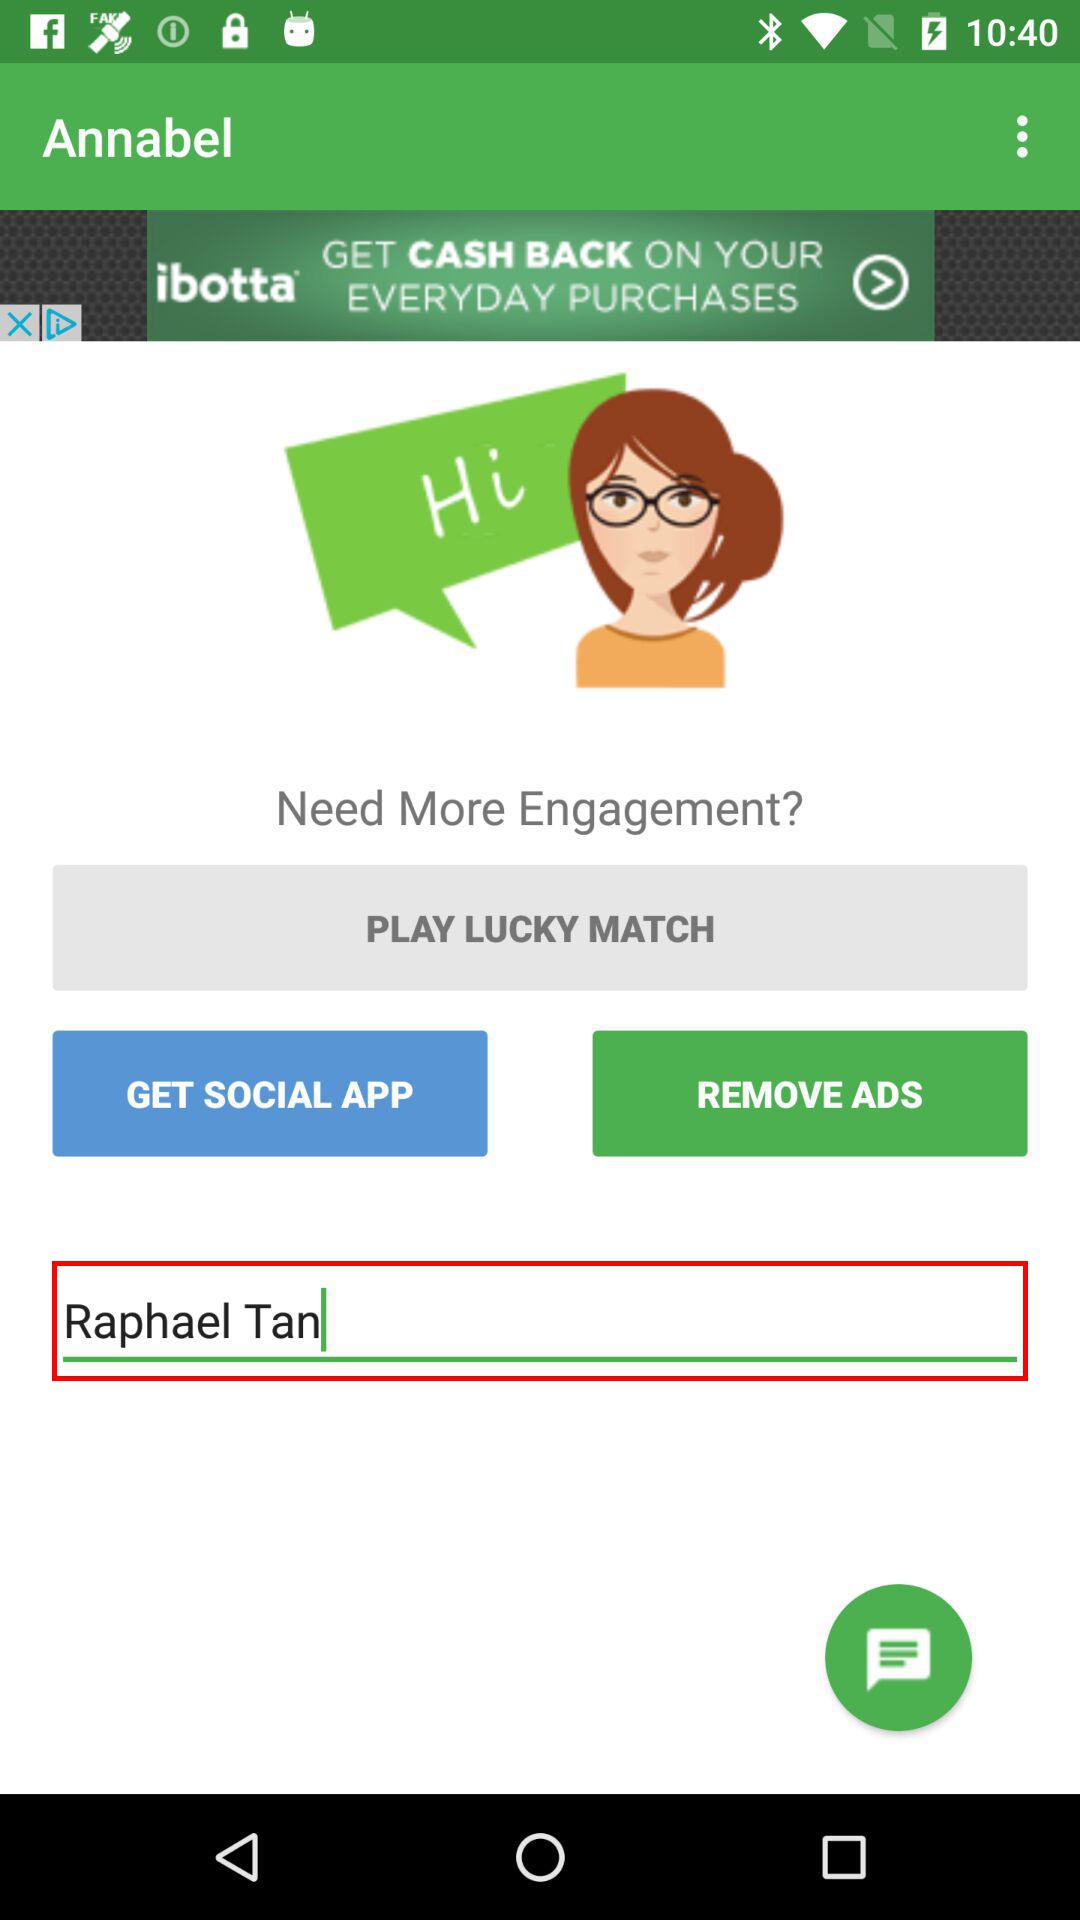 FAKE
10:40
Annabel
ibotta
GET CASH BACK ON YOUR
EVERYDAY PURCHASES
Hi
Need More Engagement?
PLAY LUCKY MATCH
GET SOCIAL APP
REMOVE ADS
Raphael Tan